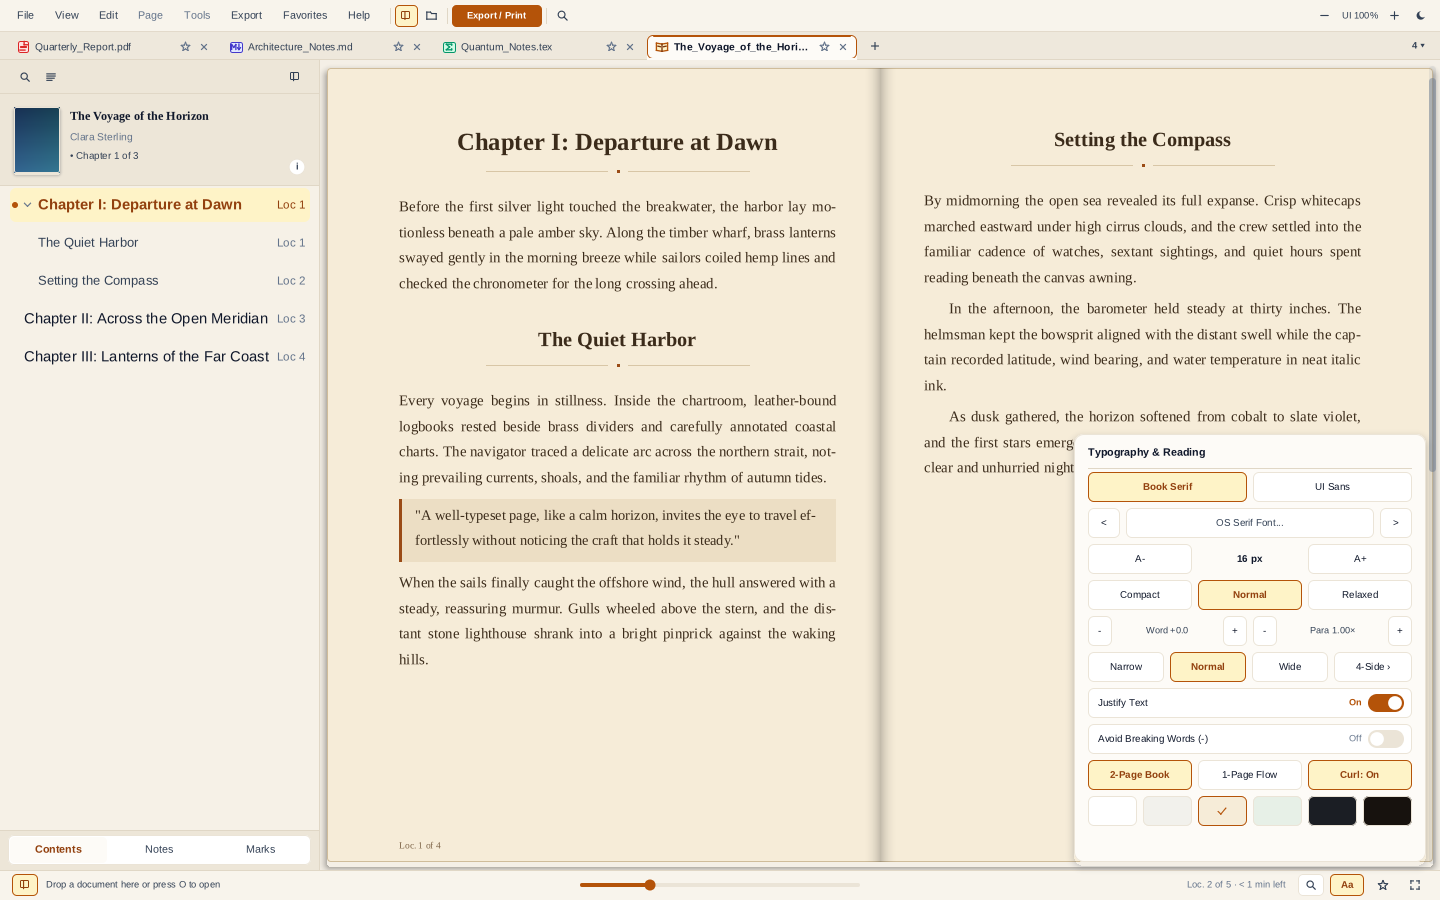 File View Edit Page Tools Export Favorites Help Export / Print UI 100%
Quarterly_Report.pdf Architecture_Notes.md Quantum_Notes.tex The_Voyage_of_the_Hori... 4
The Voyage of the Horizon
Clara Sterling
• Chapter 1 of 3
i
Chapter I: Departure at Dawn Loc 1
The Quiet Harbor Loc 1
Setting the Compass Loc 2
Chapter II: Across the Open Meridian Loc 3
Chapter III: Lanterns of the Far Coast Loc 4
Contents Notes Marks
Chapter I: Departure at Dawn
Before the first silver light touched the breakwater, the harbor lay mo-
tionless beneath a pale amber sky. Along the timber wharf, brass lanterns
swayed gently in the morning breeze while sailors coiled hemp lines and
checked the chronometer for the long crossing ahead.
The Quiet Harbor
Every voyage begins in stillness. Inside the chartroom, leather-bound
logbooks rested beside brass dividers and carefully annotated coastal
charts. The navigator traced a delicate arc across the northern strait, not-
ing prevailing currents, shoals, and the familiar rhythm of autumn tides.
"A well-typeset page, like a calm horizon, invites the eye to travel ef-
fortlessly without noticing the craft that holds it steady."
When the sails finally caught the offshore wind, the hull answered with a
steady, reassuring murmur. Gulls wheeled above the stern, and the dis-
tant stone lighthouse shrank into a bright pinprick against the waking
hills.
Loc. 1 of 4
Setting the Compass
By midmorning the open sea revealed its full expanse. Crisp whitecaps
marched eastward under high cirrus clouds, and the crew settled into the
familiar cadence of watches, sextant sightings, and quiet hours spent
reading beneath the canvas awning.
In the afternoon, the barometer held steady at thirty inches. The
helmsman kept the bowsprit aligned with the distant swell while the cap-
tain recorded latitude, wind bearing, and water temperature in neat italic
ink.
As dusk gathered, the horizon softened from cobalt to slate violet,
and the first stars emerg
clear and unhurried night
Typography & Reading
Book Serif UI Sans
< OS Serif Font... >
A- 16 px A+
Compact Normal Relaxed
- Word +0.0 + - Para 1.00× +
Narrow Normal Wide 4-Side ›
Justify Text On
Avoid Breaking Words (-) Off
2-Page Book 1-Page Flow Curl: On
Drop a document here or press O to open Loc. 2 of 5 · < 1 min left Aa